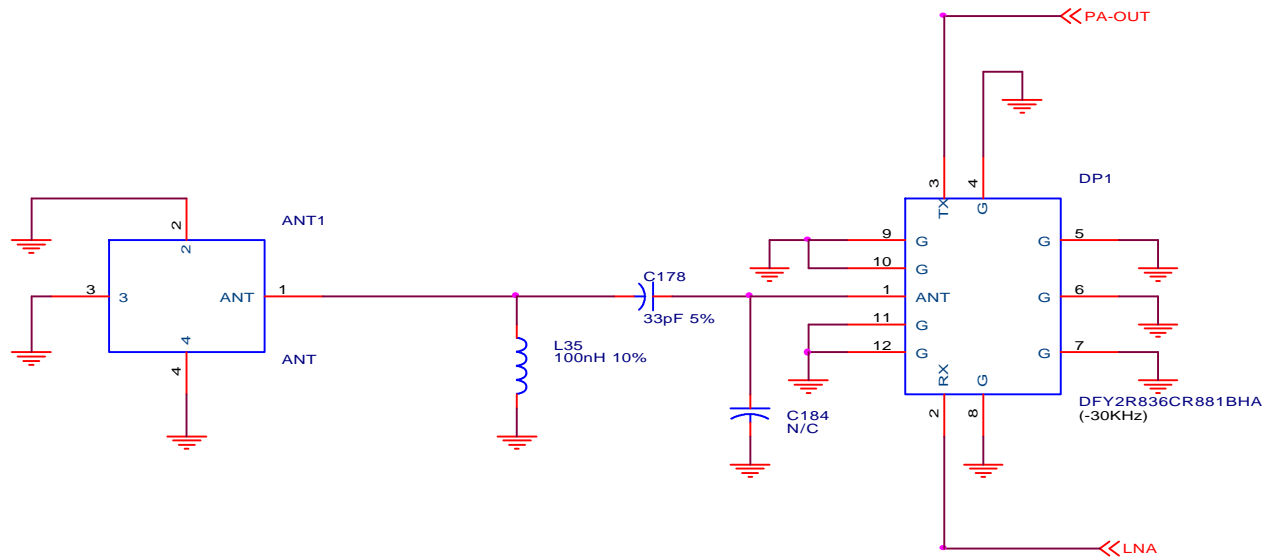 PA-OUT
3
4
DP1
TX
G
2
ANT1
2
9
G
G
5
10
G
3
3
ANT
1
C178
33pF 5%
1
ANT
G
6
11
G
4
L35
100nH 10%
12
G
G
7
ANT
4
RX
G
C184
N/C
DFY2R836CR881BHA
(-30KHz)
2
8
LNA